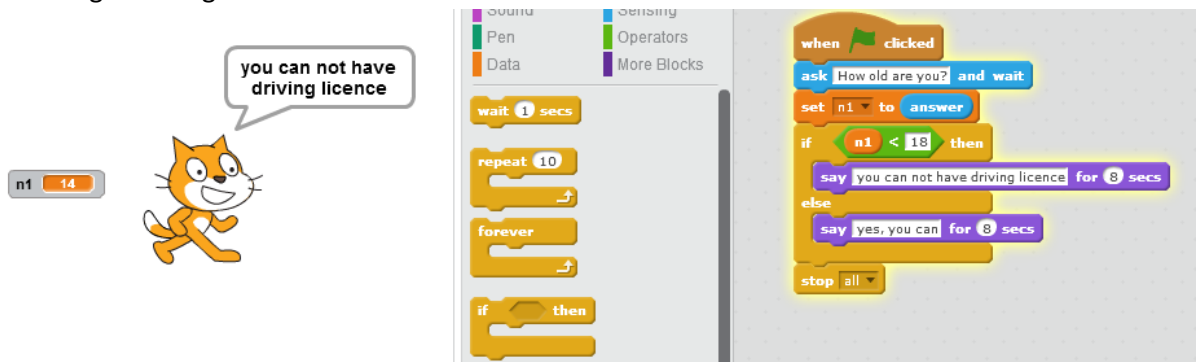 Sound
Sensing
Pen
Operators
Data
More Blocks
you can not have
driving licence
n1 14
wait 1 secs
repeat 10
forever
if then
when clicked
ask How old are you? and wait
set n1 to answer
if n1 < 18 then
say you can not have driving licence for 8 secs
else
say yes, you can for 8 secs
stop all